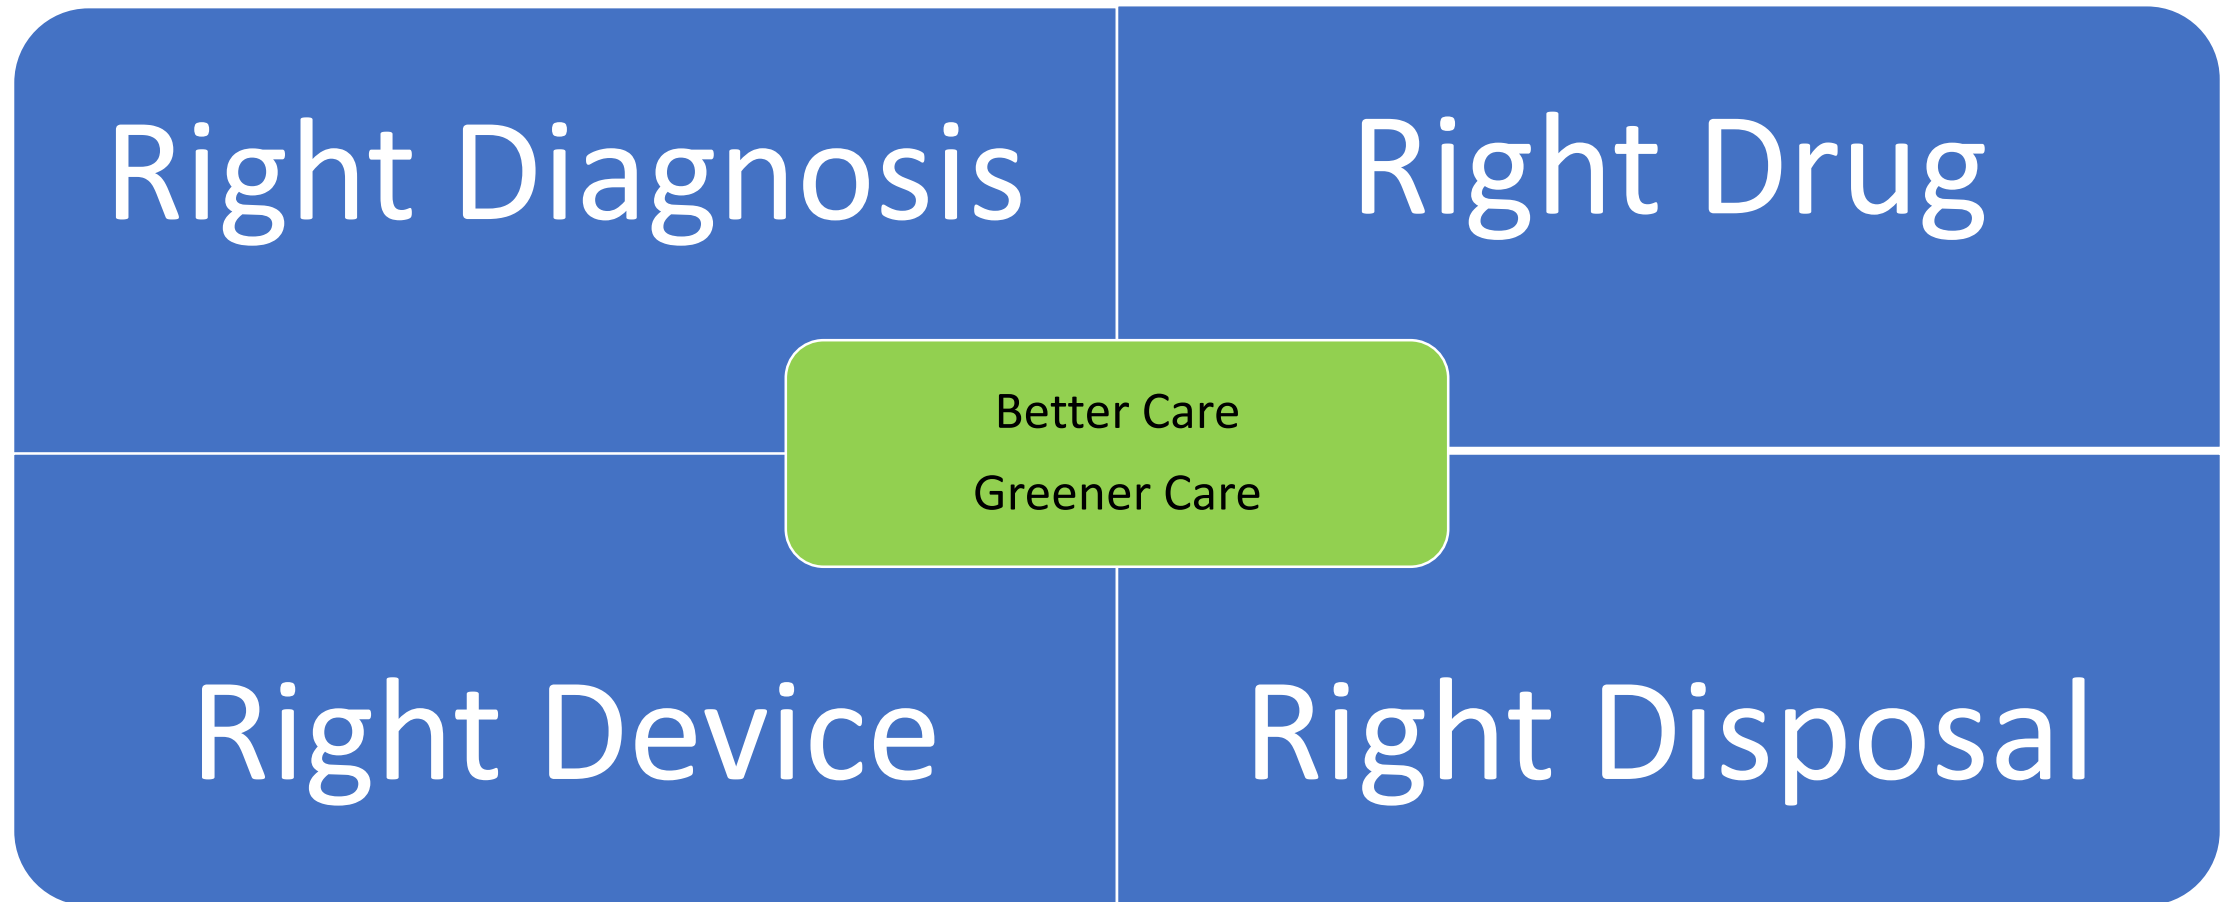 Right Diagnosis
Right Drug
Better Care
Greener Care
Right Device
Right Disposal